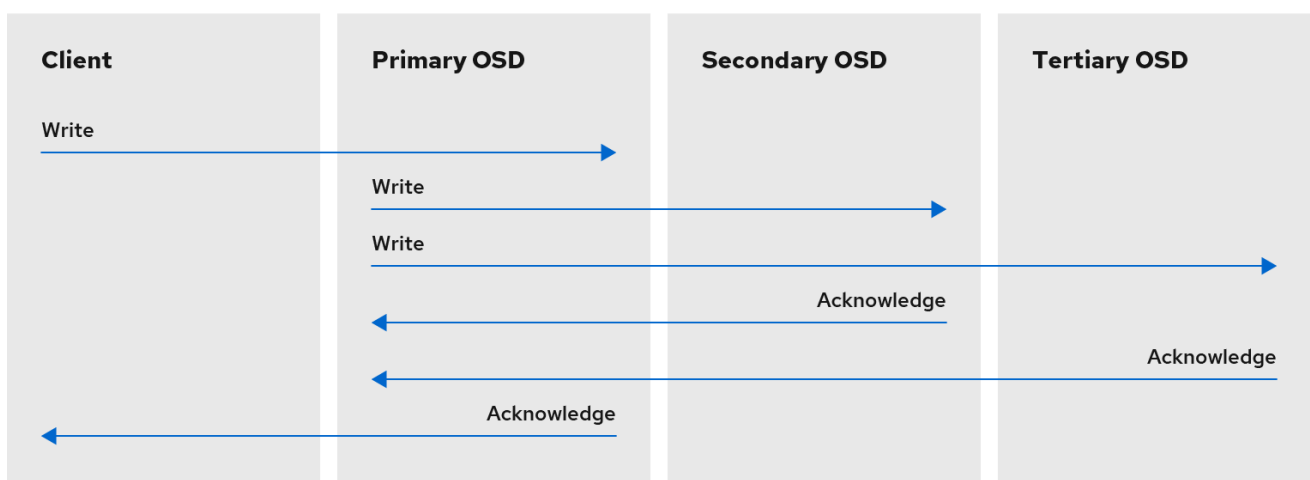 Client
Primary OSD
Secondary OSD
Tertiary OSD
Write
Write
Write
Acknowledge
Acknowledge
Acknowledge